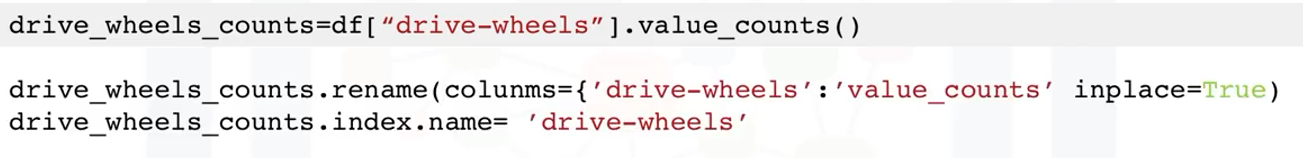 drive_wheels_counts=df[“drive-wheels”].value_counts()
drive_wheels_counts.rename(colunms={’drive-wheels’:’value_counts’ inplace=True)
drive_wheels_counts.index.name= ’drive-wheels’